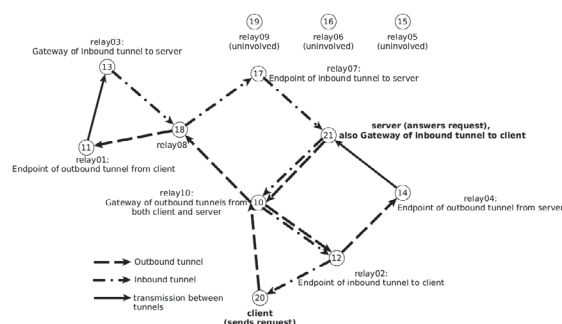 19
16
15
relay09
(uninvolved)
relay06
(uninvolved)
relay05
(uninvolved)
relay03:
Gateway of inbound tunnel to server
13
17
relay07:
Endpoint of inbound tunnel to server
18
relay08
21
server (answers request),
also Gateway of inbound tunnel to client
11
relay01:
Endpoint of outbound tunnel from client
relay10:
Gateway of outbound tunnels from
both client and server
10
14
relay04:
Endpoint of outbound tunnel from server
12
relay02:
Endpoint of inbound tunnel to client
20
client
(sends request)
Outbound tunnel
Inbound tunnel
transmission between
tunnels